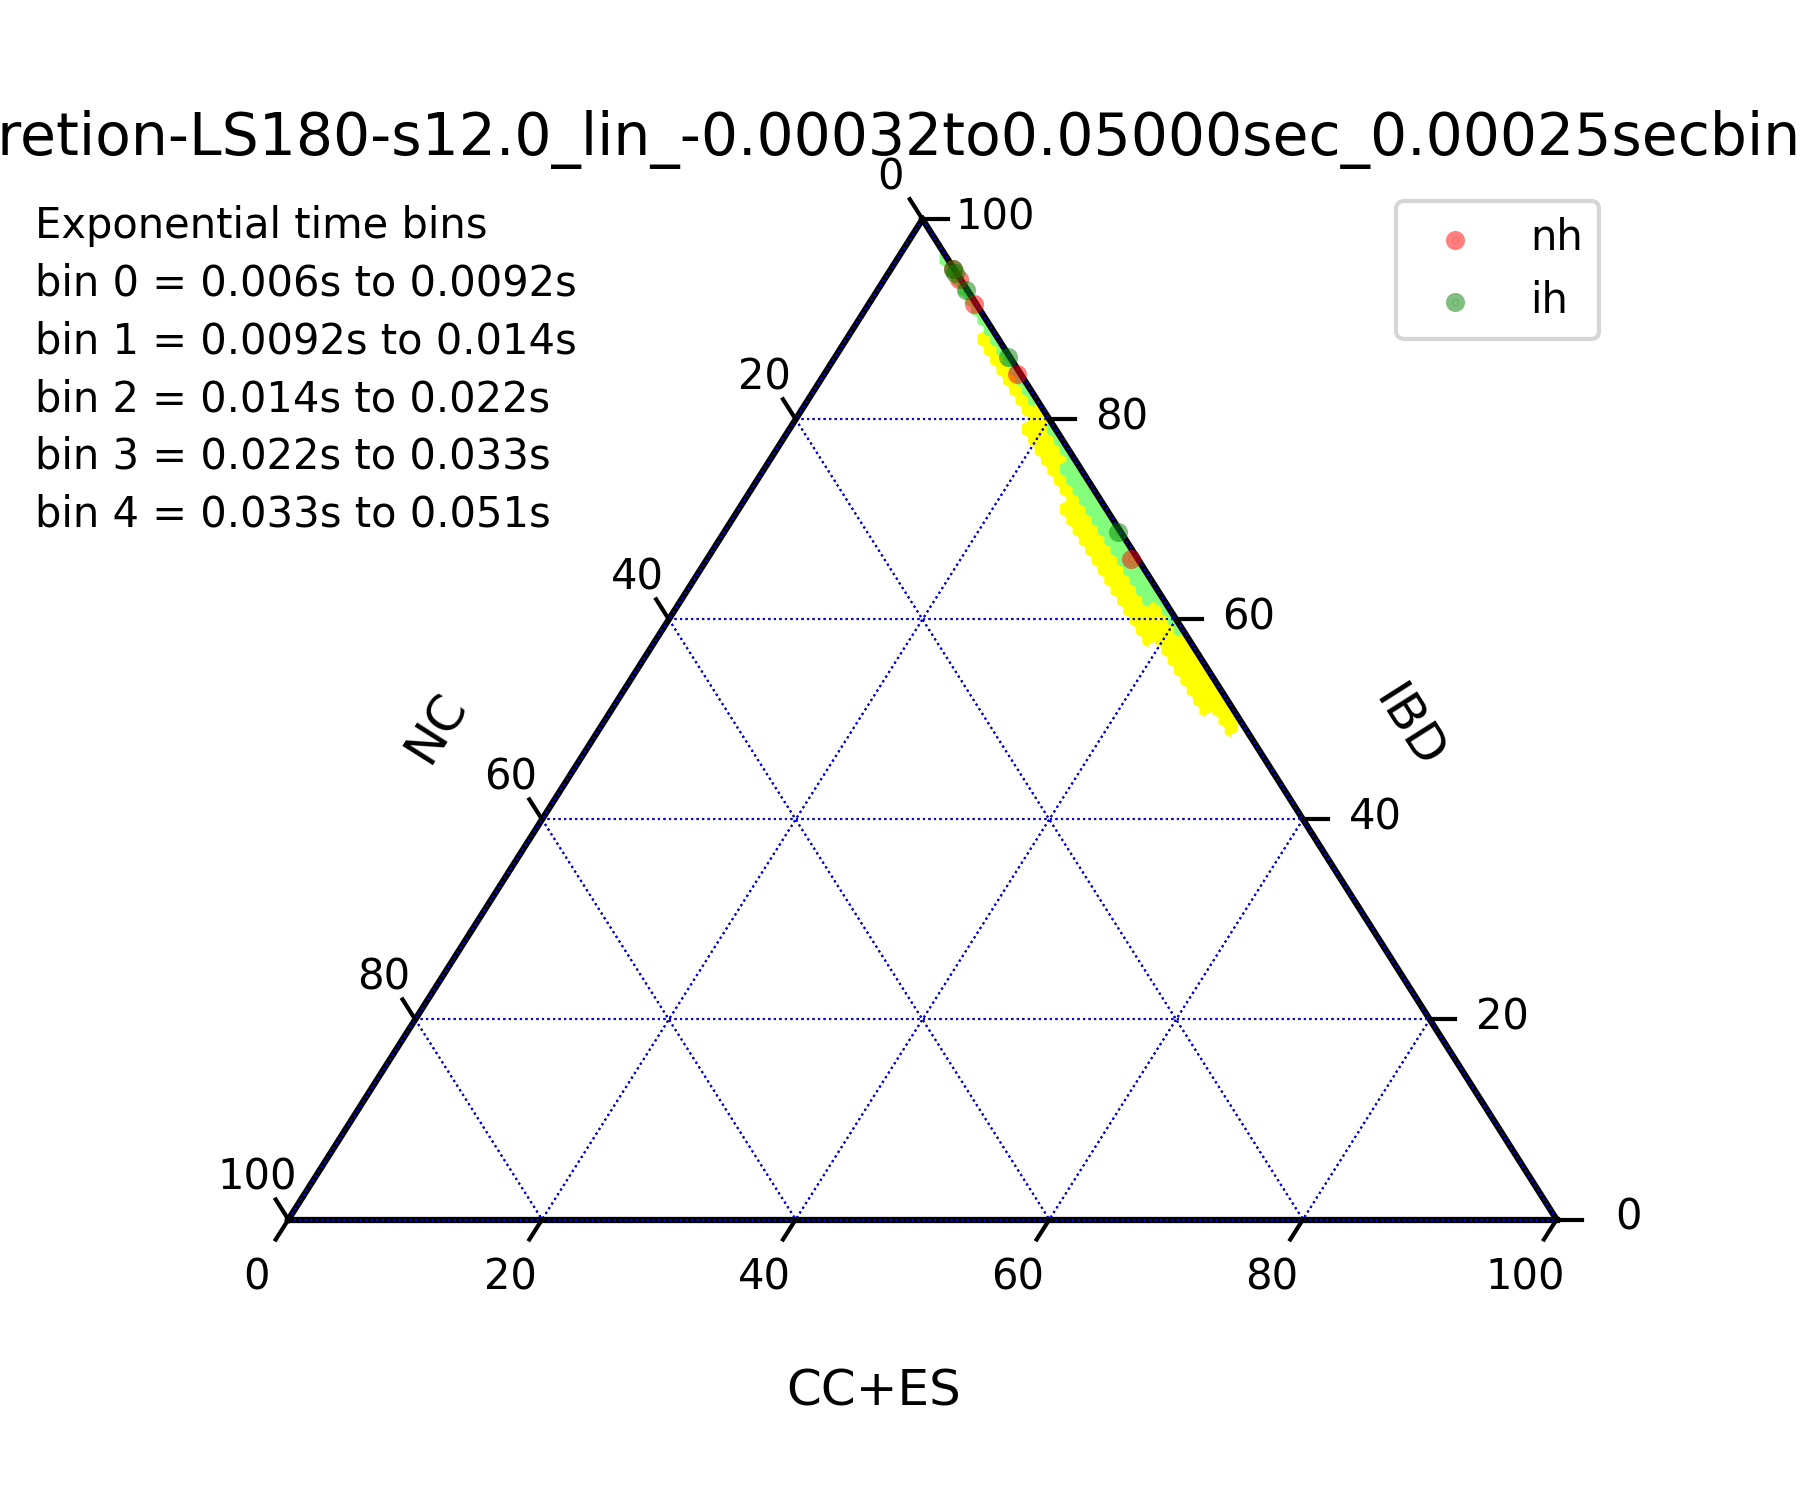 retion-LS180-s12.0_lin_-0.00032to0.05000sec_0.00025secbin
0
100
Exponential time bins
bin 0 = 0.006s to 0.0092s
bin 1 = 0.0092s to 0.014s
bin 2 = 0.014s to 0.022s
bin 3 = 0.022s to 0.033s
bin 4 = 0.033s to 0.051s
nh
ih
20
80
40
60
NC
IBD
60
40
80
20
100
0
0
20
40
60
80
100
CC+ES